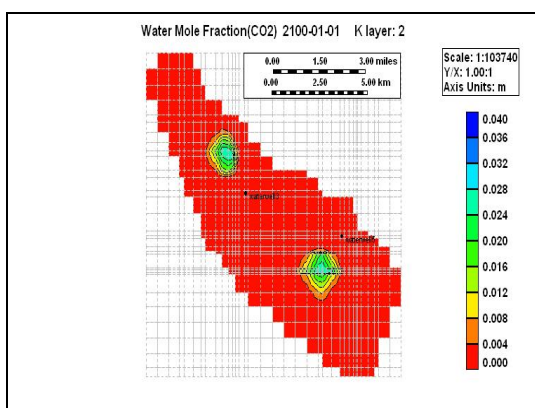 Water Mole Fraction(CO2) 2100-01-01 K layer: 2
0.00 1.50 3.00 miles
0.00 2.50 5.00 km
Scale: 1:103740
Y/X: 1.00:1
Axis Units: m
0.040
0.036
0.032
0.028
0.024
0.020
0.016
0.012
0.008
0.004
0.000